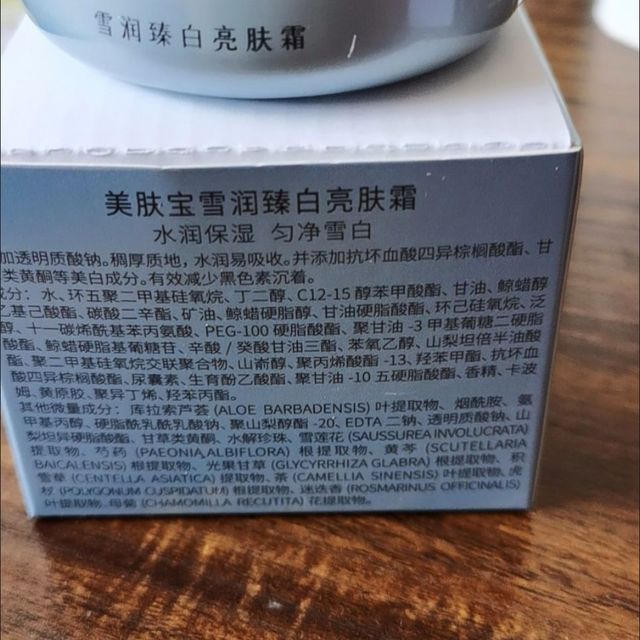 雪润臻白亮肤霜
美肤宝雪润臻白亮肤霜
水润保湿 匀净雪白
加透明质酸钠。稠厚质地，水润易吸收。并添加抗坏血酸四异棕榈酸酯、甘
类黄酮等美白成分。有效减少黑色素沉着。
成分：水、环五聚二甲基硅氧烷、丁二醇、C12-15 醇苯甲酸酯、甘油、鲸蜡醇
乙基己酸酯、碳酸二辛酯、矿油、鲸蜡硬脂醇、甘油硬脂酸酯、环己硅氧烷、泛
醇、十一碳烯酰基苯丙氨酸、PEG-100 硬脂酸酯、聚甘油 -3 甲基葡糖二硬脂
酸酯、鲸蜡硬脂基葡糖苷、辛酸 / 癸酸甘油三酯、苯氧乙醇、山梨坦倍半油酸
酯、聚二甲基硅氧烷交联聚合物、山嵛醇、聚丙烯酸酯 -13、羟苯甲酯、抗坏血
酸四异棕榈酸酯、尿囊素、生育酚乙酸酯、聚甘油 -10 五硬脂酸酯、香精、卡波
姆、黄原胶、聚异丁烯、羟苯丙酯。
其他微量成分：库拉索芦荟 (ALOE BARBADENSIS) 叶提取物、烟酰胺、氨
甲基丙醇、硬脂酰乳酰乳酸钠、聚山梨醇酯 -20、EDTA 二钠、透明质酸钠、山
梨坦异硬脂酸酯、甘草类黄酮、水解珍珠、雪莲花 (SAUSSUREA INVOLUCRATA)
提取物、芍药 (PAEONIA ALBIFLORA) 根提取物、黄芩 (SCUTELLARIA
BAICALENSIS) 根提取物、光果甘草 (GLYCYRRHIZA GLABRA) 根提取物、积
雪草 (CENTELLA ASIATICA) 提取物、茶 (CAMELLIA SINENSIS) 叶提取物、虎
杖 (POLYGONUM CUSPIDATUM) 根提取物、迷迭香 (ROSMARINUS OFFICINALIS)
叶提取物、母菊 (CHAMOMILLA RECUTITA) 花提取物。